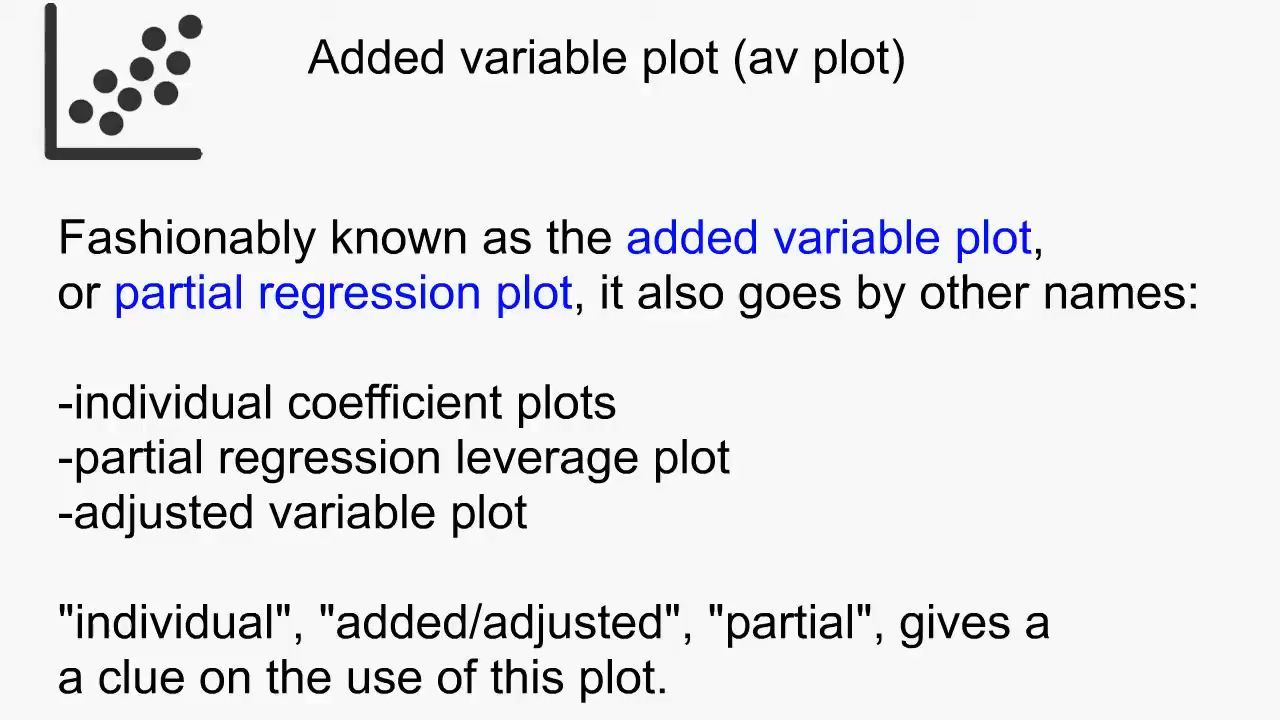 Added variable plot (av plot)
Fashionably known as the added variable plot,
or partial regression plot, it also goes by other names:
-individual coefficient plots
-partial regression leverage plot
-adjusted variable plot
"individual", "added/adjusted", "partial", gives a
a clue on the use of this plot.